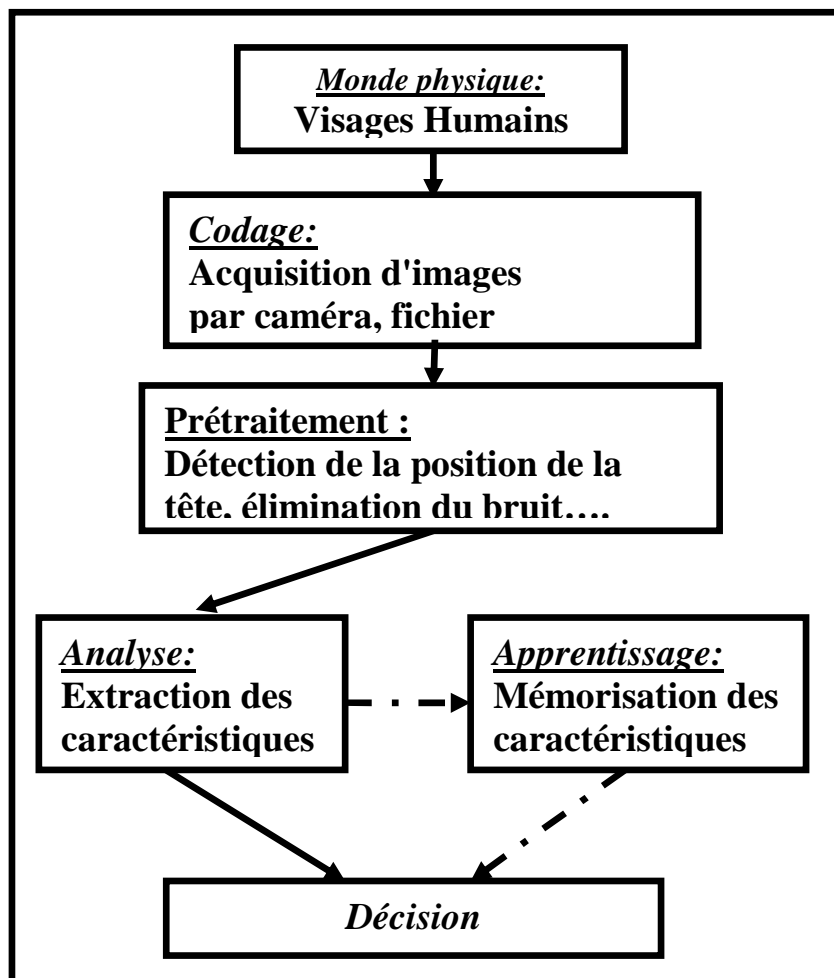 Monde physique:
Visages Humains
Codage:
Acquisition d'images
par caméra, fichier
Prétraitement :
Détection de la position de la
tête, élimination du bruit….
Analyse:
Extraction des
caractéristiques
Apprentissage:
Mémorisation des
caractéristiques
Décision